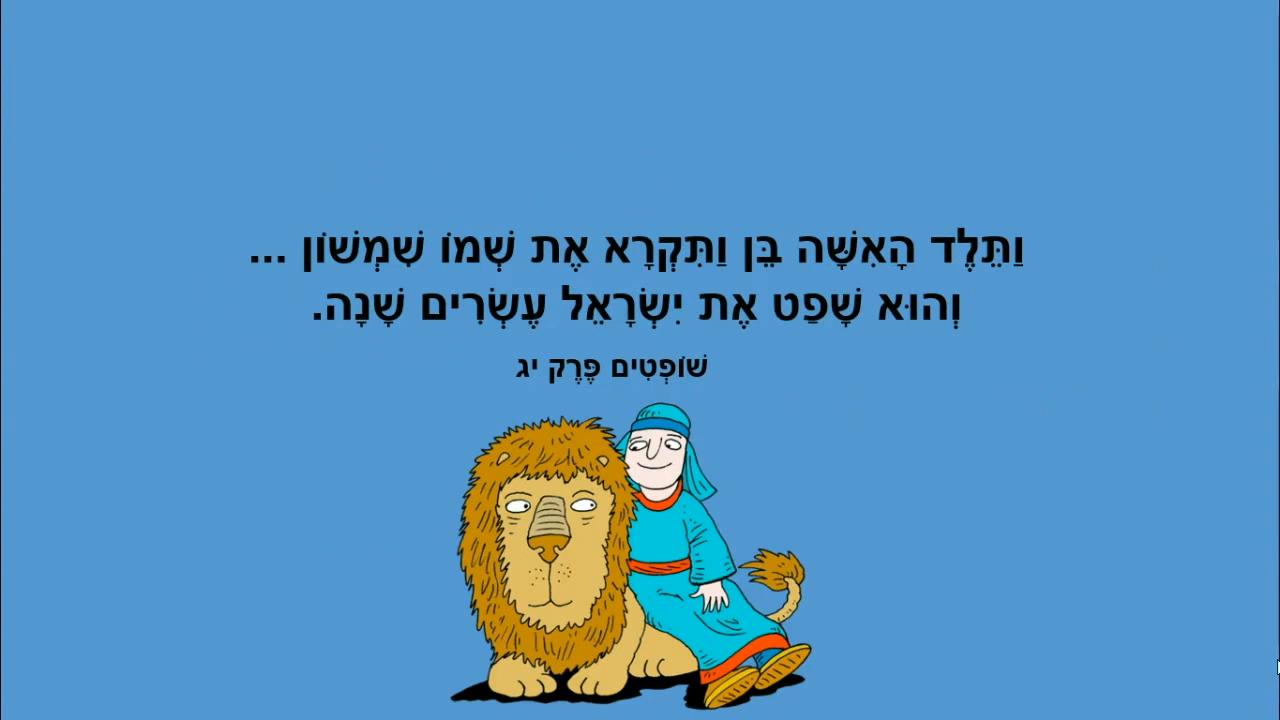 וַתֵּלֶד הָאִשָּׁה בֵּן וַתִּקְרָא אֶת שְׁמוֹ שִׁמְשׁוֹן ...
וְהוּא שָׁפַט אֶת יִשְׂרָאֵל עֶשְׂרִים שָׁנָה.
שׁוֹפְטִים פֶּרֶק יג